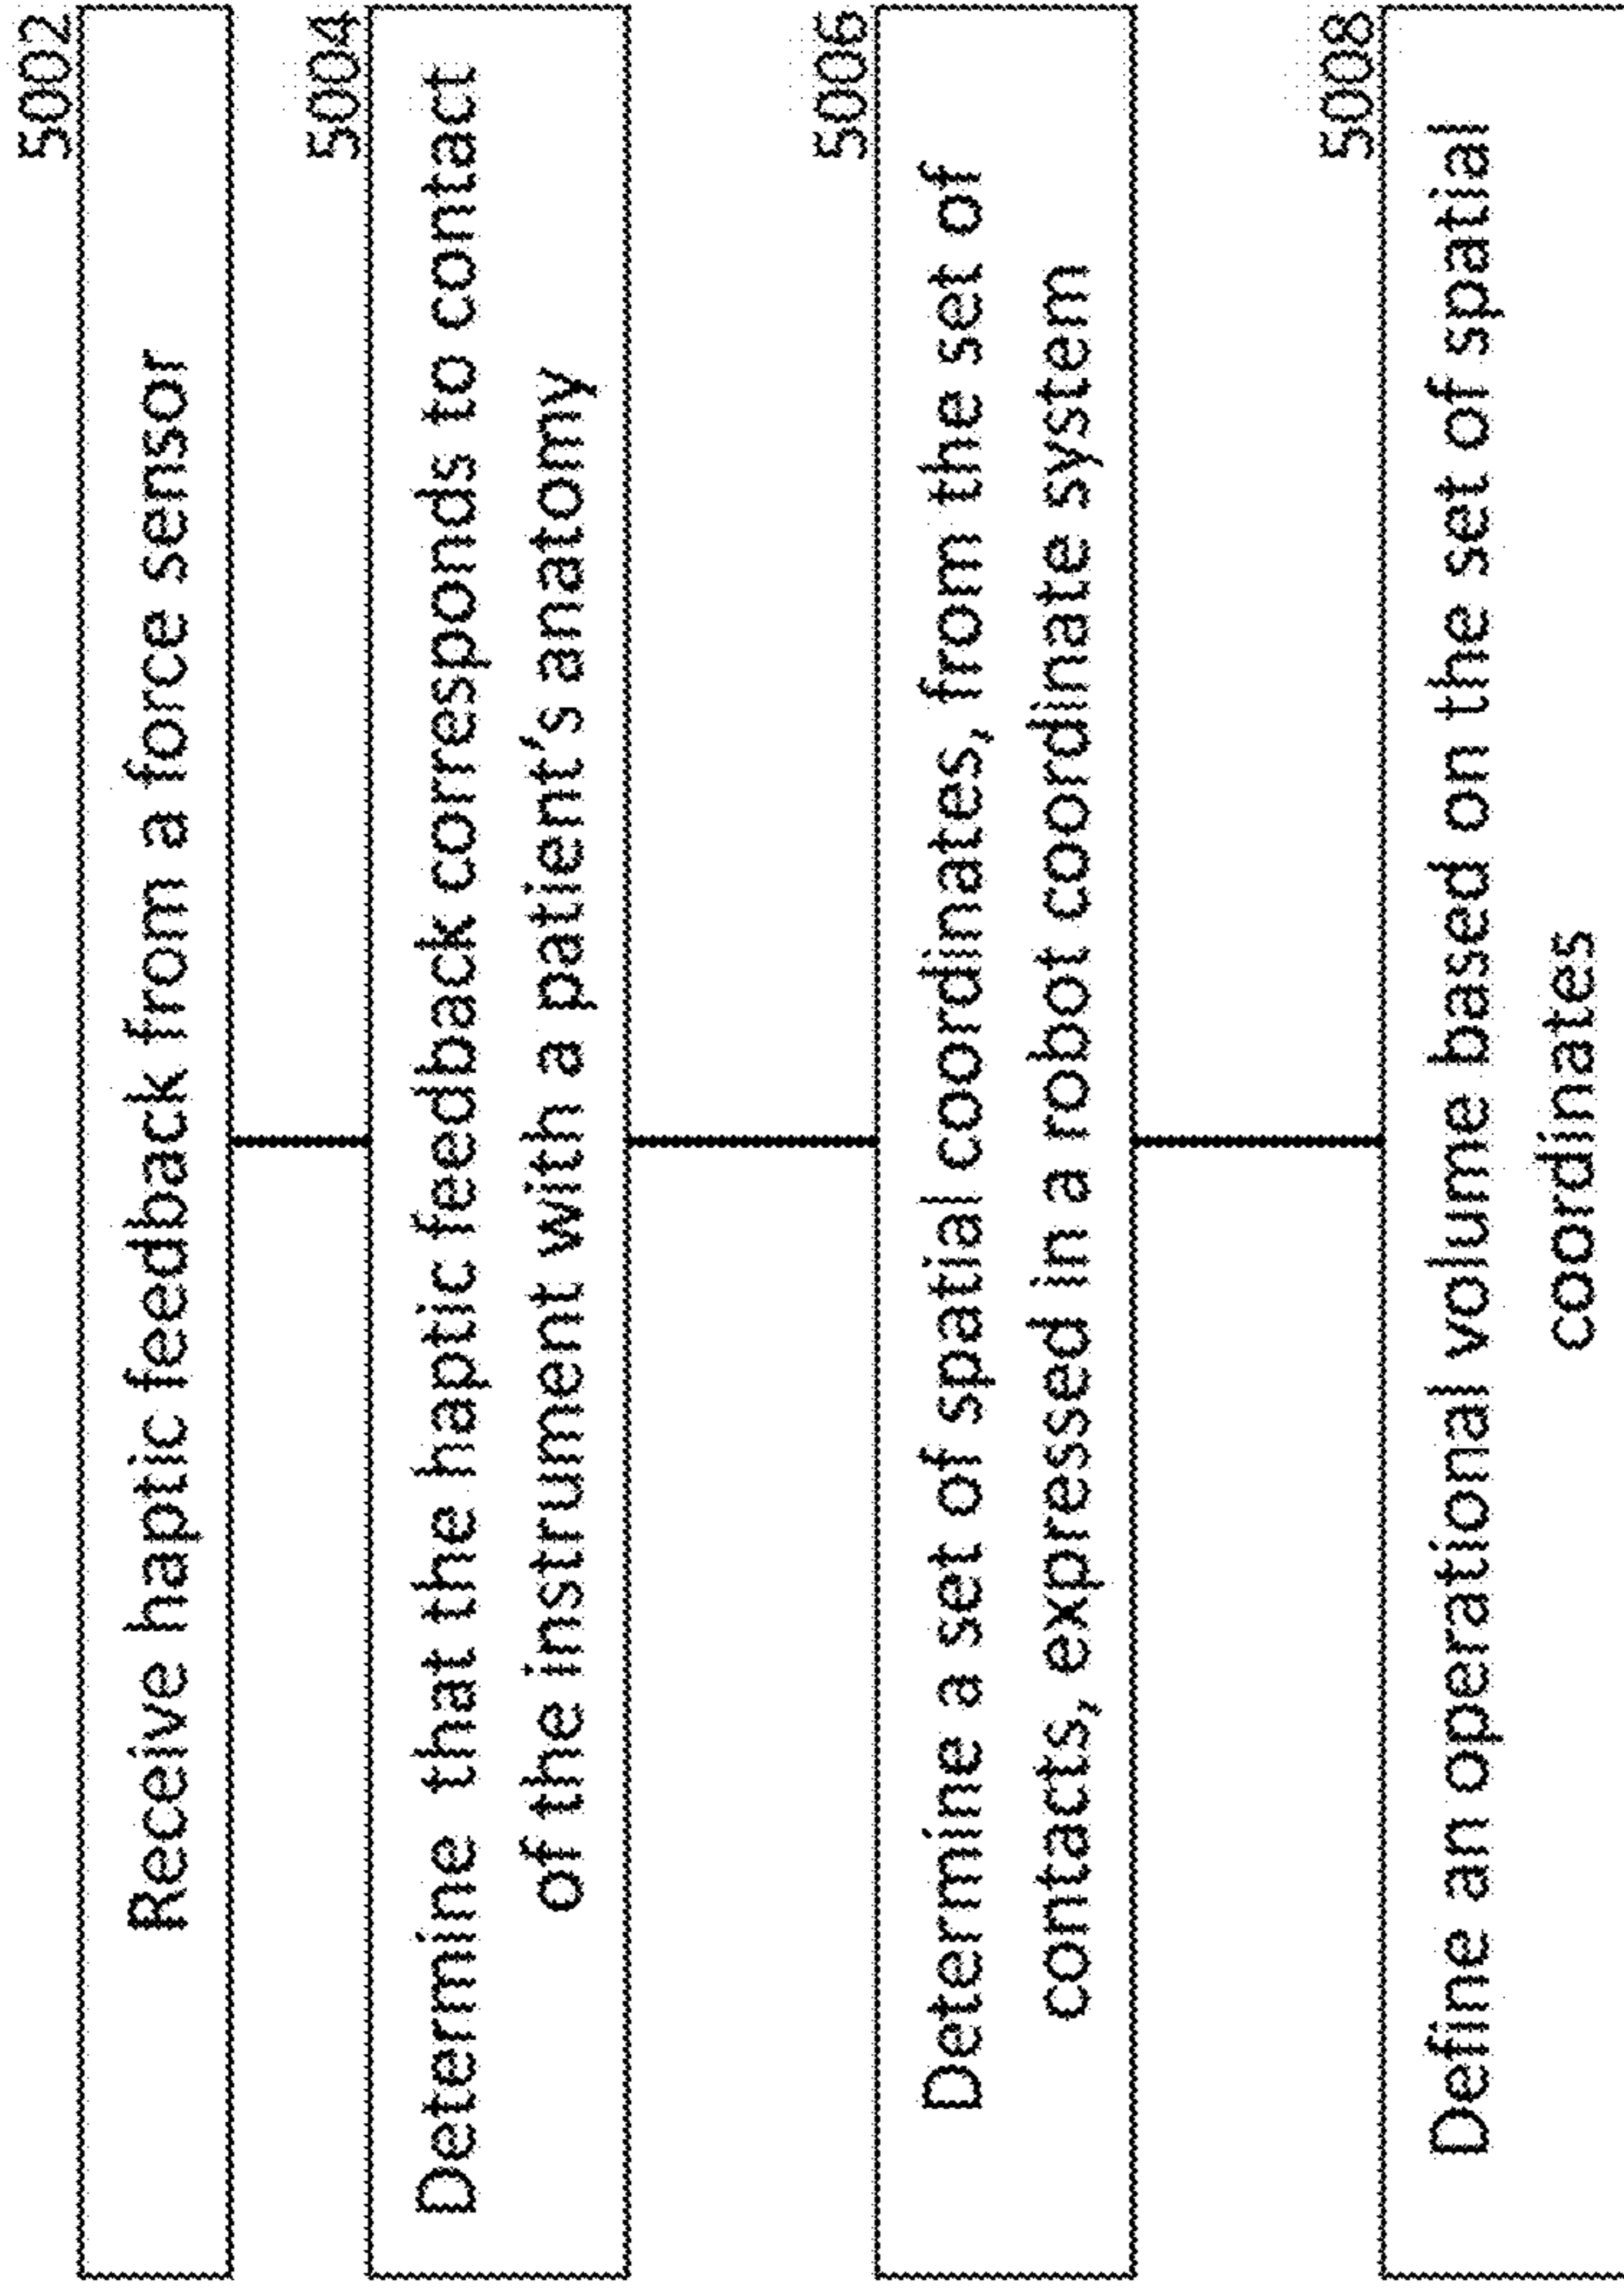 5002
Receive haptic feedback from a force sensor
5004
Determine that the haptic feedback corresponds to contact
of the instrument with a patient's anatomy
5006
Determine a set of spatial coordinates, from the set of
contacts, expressed in a robot coordinate system
5008
Define an operational volume based on the set of spatial
coordinates